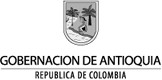 GOBERNACION DE ANTIOQUIA
REPUBLICA DE COLOMBIA